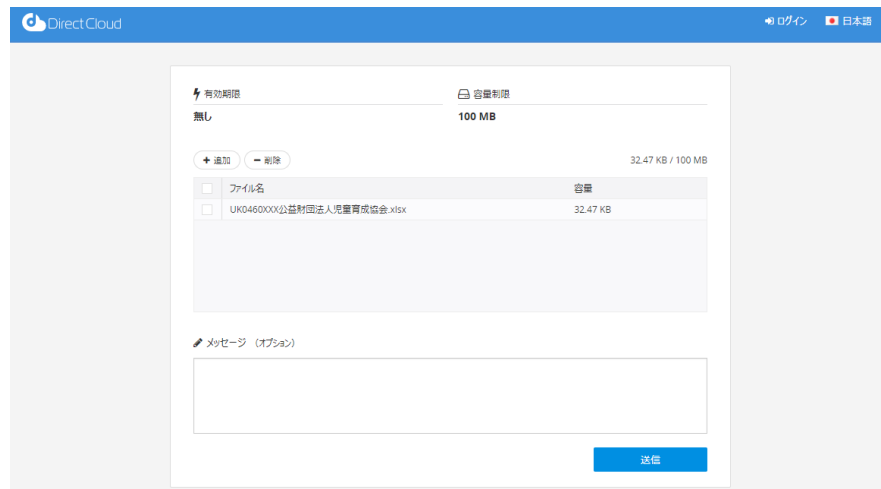 DirectCloud
ログイン 日本語
有効期限 容量制限
無し 100 MB
追加 削除 32.47 KB / 100 MB
ファイル名 容量
UK0460XXX公益財団法人児童育成協会.xlsx 32.47 KB
メッセージ （オプション）
送信